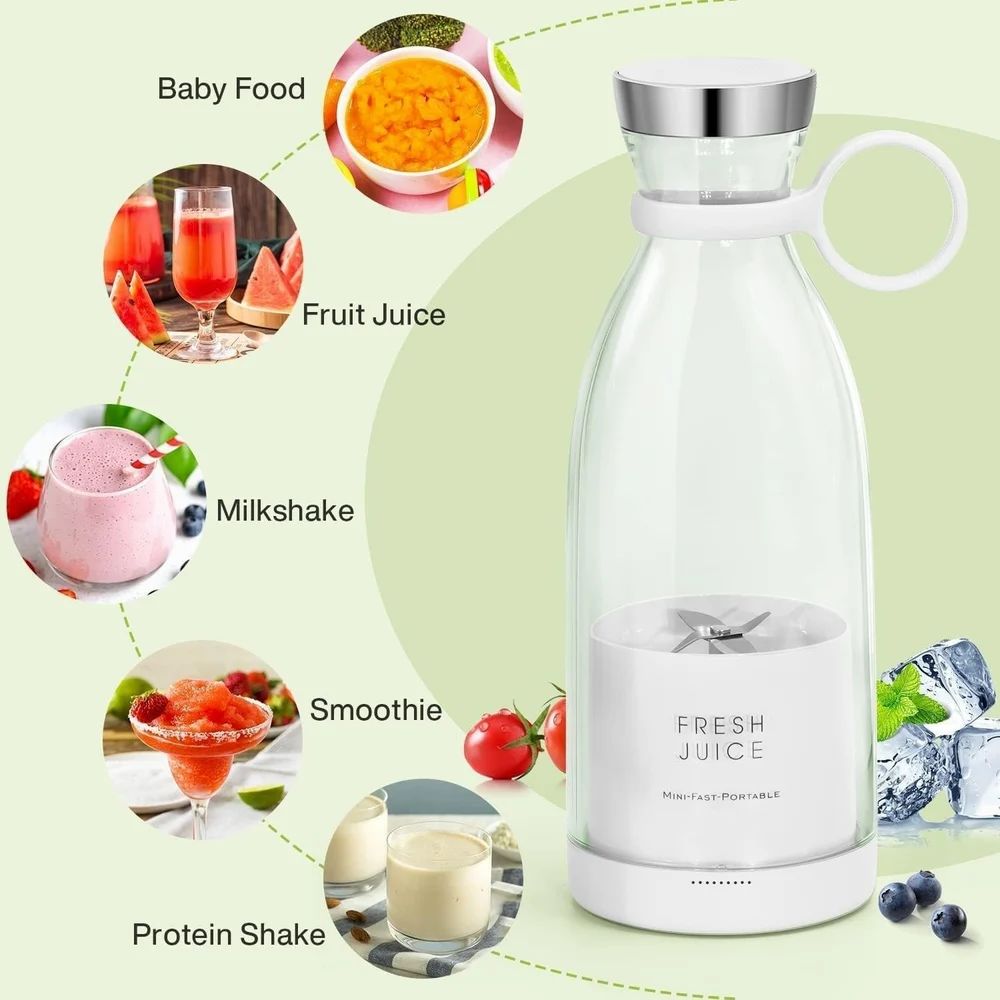 Baby Food
Fruit Juice
Milkshake
Smoothie
Protein Shake
FRESH
JUICE
MINI-FAST-PORTABLE